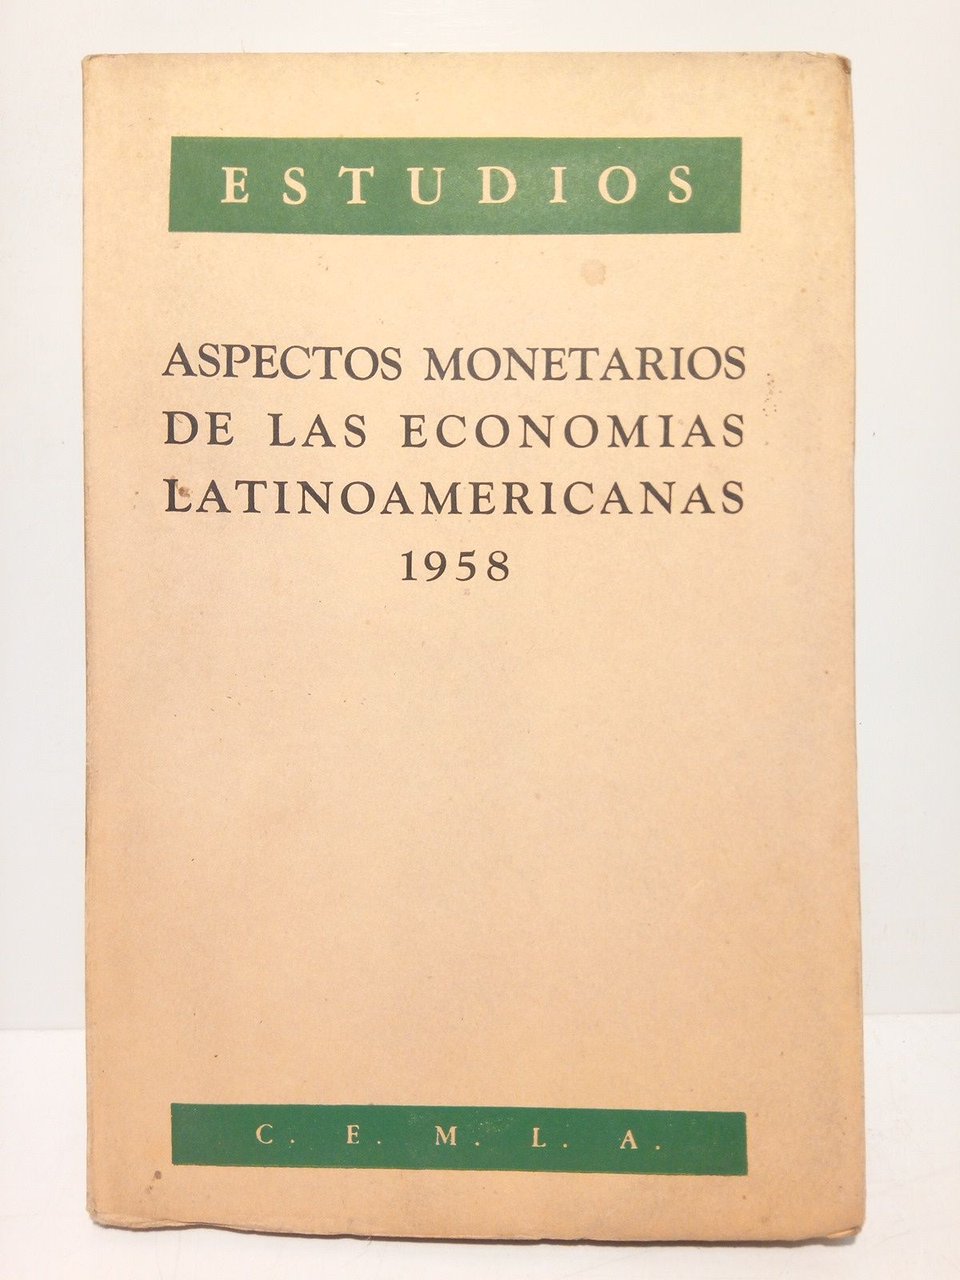 ESTUDIOS
ASPECTOS MONETARIOS
DE LAS ECONOMIAS
LATINOAMERICANAS
1958
C. E. M. L. A.